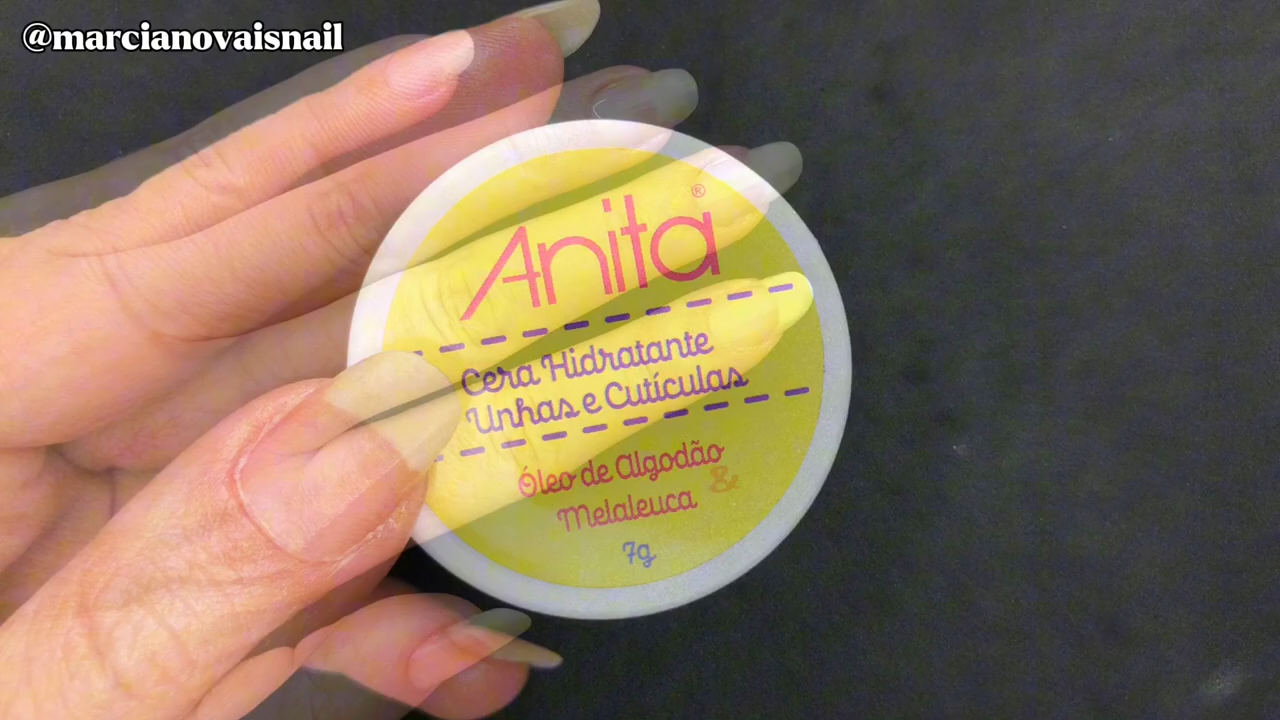 @marcianovaisnail
Anita®
Cera Hidratante
Unhas e Cutículas
Óleo de Algodão
& Melaleuca
7g